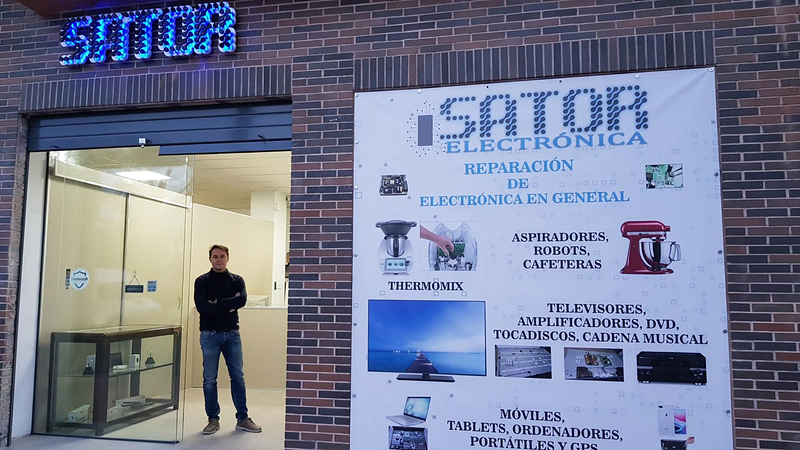 SATOR
SATOR
ELECTRÓNICA
REPARACIÓN
DE
ELECTRÓNICA EN GENERAL
ASPIRADORES,
ROBOTS,
CAFETERAS
THERMOMIX
TELEVISORES,
AMPLIFICADORES, DVD,
TOCADISCOS, CADENA MUSICAL
MÓVILES,
TABLETS, ORDENADORES,
PORTÁTILES Y GPS